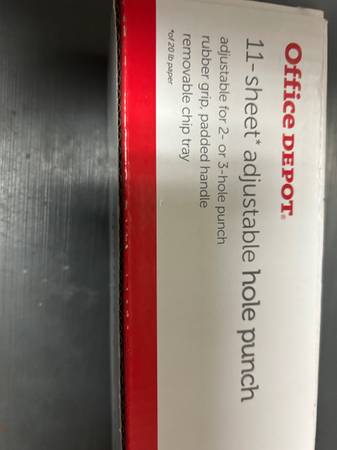 Office DEPOT®
11-sheet* adjustable hole punch
adjustable for 2- or 3-hole punch
rubber grip, padded handle
removable chip tray
*of 20 lb paper